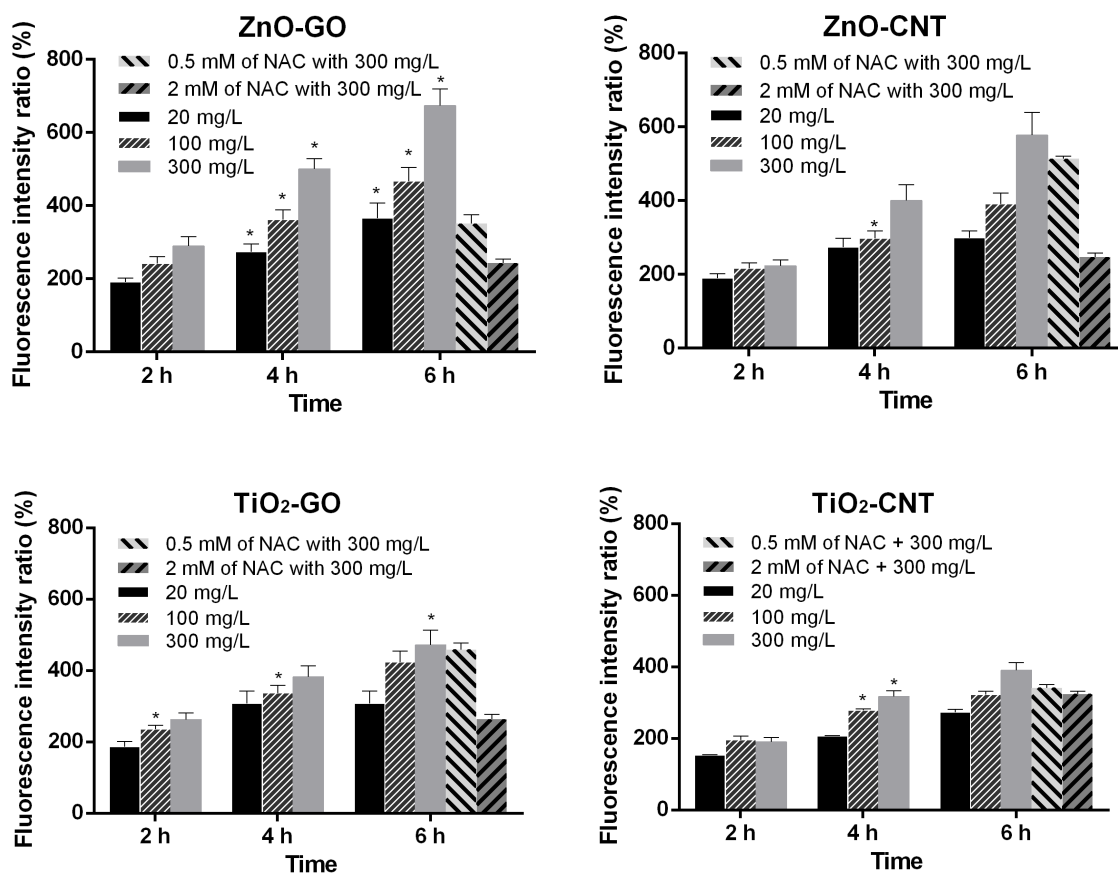 ZnO-GO
Fluorescence intensity ratio (%)
800
600
400
200
0
0.5 mM of NAC with 300 mg/L
2 mM of NAC with 300 mg/L
20 mg/L
100 mg/L
300 mg/L
*
*
*
*
*
*
2 h
4 h
6 h
Time
ZnO-CNT
Fluorescence intensity ratio (%)
800
600
400
200
0
0.5 mM of NAC with 300 mg/L
2 mM of NAC with 300 mg/L
20 mg/L
100 mg/L
300 mg/L
*
2 h
4 h
6 h
Time
TiO₂-GO
Fluorescence intensity ratio (%)
800
600
400
200
0
0.5 mM of NAC with 300 mg/L
2 mM of NAC with 300 mg/L
20 mg/L
100 mg/L
300 mg/L
*
*
*
2 h
4 h
6 h
Time
TiO₂-CNT
Fluorescence intensity ratio (%)
800
600
400
200
0
0.5 mM of NAC + 300 mg/L
2 mM of NAC + 300 mg/L
20 mg/L
100 mg/L
300 mg/L
*
*
2 h
4 h
6 h
Time